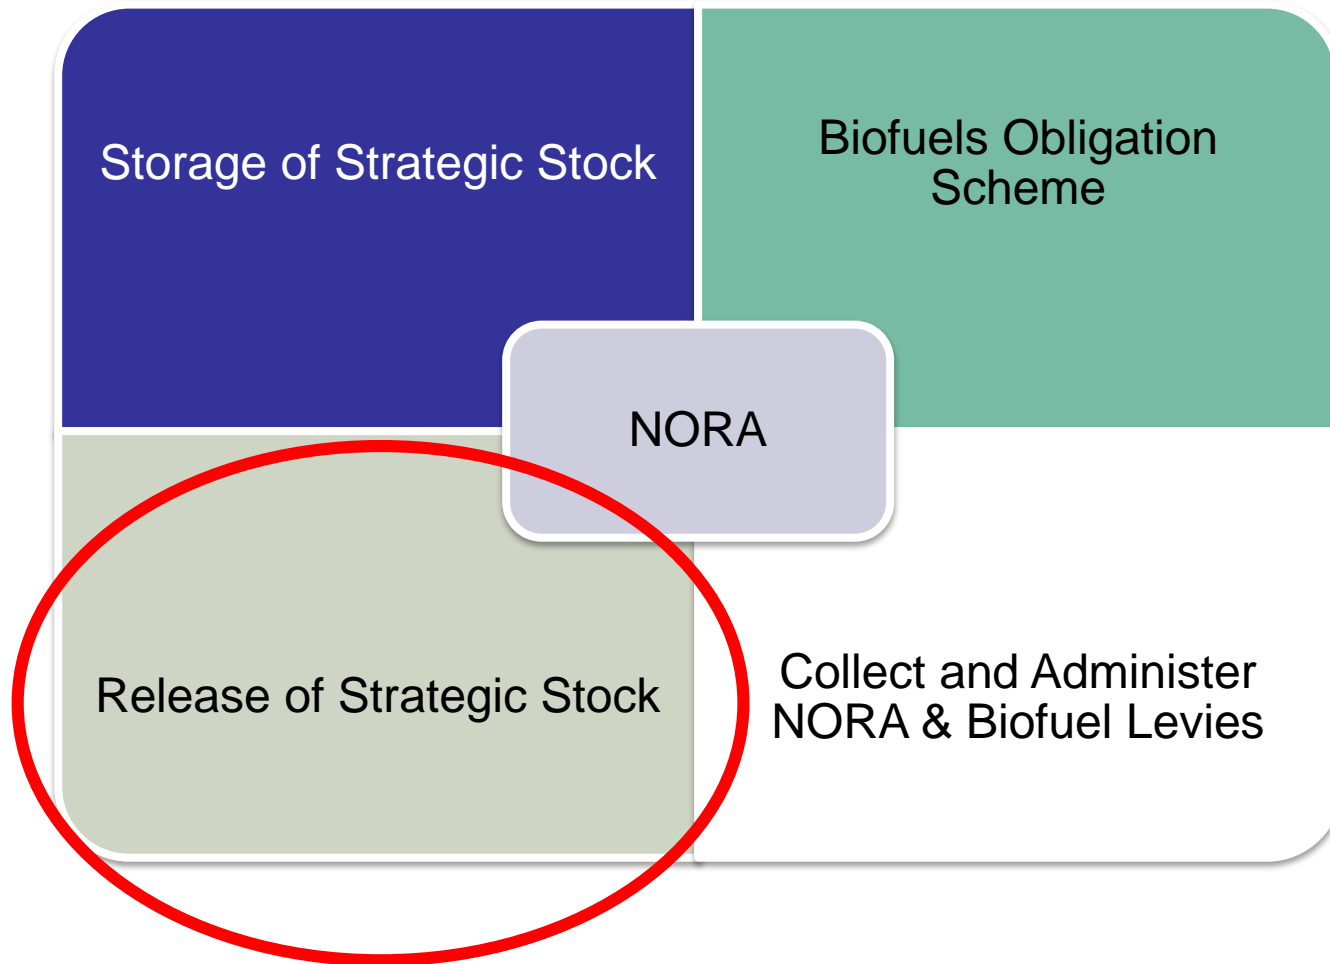 Storage of Strategic Stock
Biofuels Obligation
Scheme
NORA
Release of Strategic Stock
Collect and Administer
NORA & Biofuel Levies